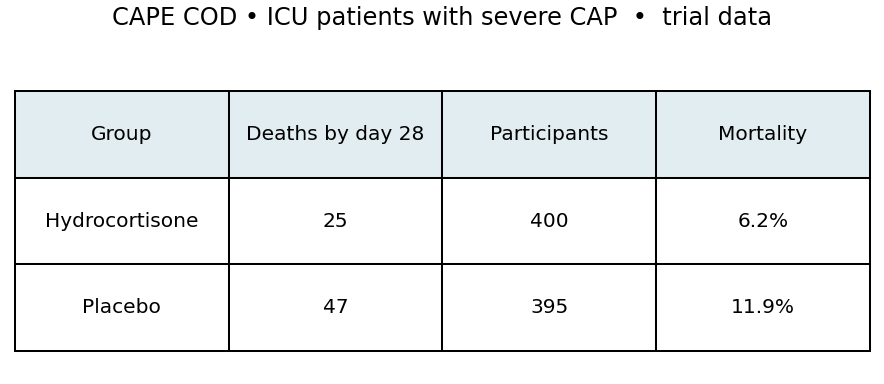 CAPE COD • ICU patients with severe CAP • trial data
Group Deaths by day 28 Participants Mortality
Hydrocortisone 25 400 6.2%
Placebo 47 395 11.9%